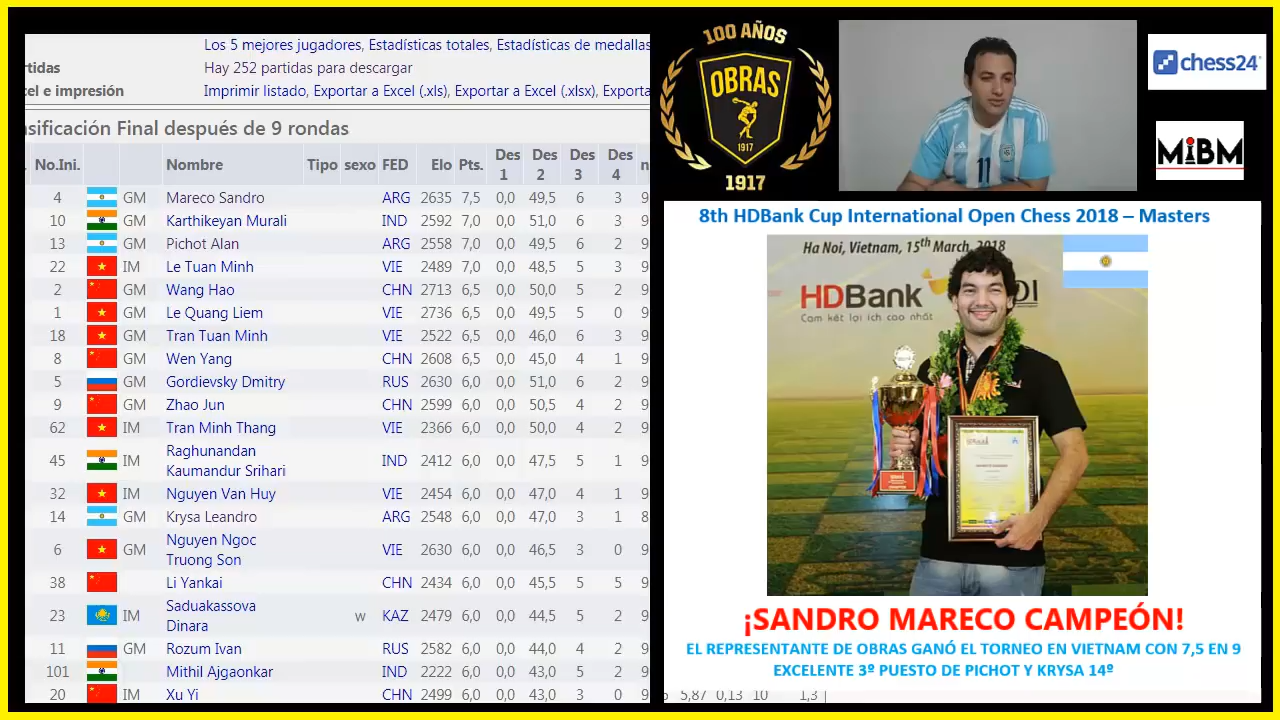 Los 5 mejores jugadores, Estadísticas totales, Estadísticas de medallas
rtidas Hay 252 partidas para descargar
cel e impresión Imprimir listado, Exportar a Excel (.xls), Exportar a Excel (.xlsx), Exporta
sificación Final después de 9 rondas
No.Ini. Nombre Tipo sexo FED Elo Pts. Des 1 Des 2 Des 3 Des 4 n
4 GM Mareco Sandro ARG 2635 7,5 0,0 49,5 6 3 9
10 GM Karthikeyan Murali IND 2592 7,0 0,0 51,0 6 3 9
13 GM Pichot Alan ARG 2558 7,0 0,0 49,5 6 2 9
22 IM Le Tuan Minh VIE 2489 7,0 0,0 48,5 5 3 9
2 GM Wang Hao CHN 2713 6,5 0,0 50,0 5 2 9
1 GM Le Quang Liem VIE 2736 6,5 0,0 49,5 5 0 9
18 GM Tran Tuan Minh VIE 2522 6,5 0,0 46,0 6 3 9
8 GM Wen Yang CHN 2608 6,5 0,0 45,0 4 1 9
5 GM Gordievsky Dmitry RUS 2630 6,0 0,0 51,0 6 2 9
9 GM Zhao Jun CHN 2599 6,0 0,0 50,5 4 2 9
62 IM Tran Minh Thang VIE 2366 6,0 0,0 50,0 4 2 9
45 IM Raghunandan Kaumandur Srihari IND 2412 6,0 0,0 47,5 5 1 9
32 IM Nguyen Van Huy VIE 2454 6,0 0,0 47,0 4 1 9
14 GM Krysa Leandro ARG 2548 6,0 0,0 47,0 3 1 8
6 GM Nguyen Ngoc Truong Son VIE 2630 6,0 0,0 46,5 3 0 9
38 Li Yankai CHN 2434 6,0 0,0 45,5 5 5 9
23 IM Saduakassova Dinara w KAZ 2479 6,0 0,0 44,5 5 2 9
11 GM Rozum Ivan RUS 2582 6,0 0,0 44,0 4 2 9
101 Mithil Ajgaonkar IND 2222 6,0 0,0 43,0 5 2 9
20 IM Xu Yi CHN 2499 6,0 0,0 43,0 3 0 9
5,87 0,13 10 1,3
100 AÑOS
OBRAS
1917
1917
11
chess24
MiBM
8th HDBank Cup International Open Chess 2018 – Masters
Ha Noi, Vietnam, 15th March, 2018
HDBank
Cam kết lợi ích cao nhất
¡SANDRO MARECO CAMPEÓN!
EL REPRESENTANTE DE OBRAS GANÓ EL TORNEO EN VIETNAM CON 7,5 EN 9
EXCELENTE 3º PUESTO DE PICHOT Y KRYSA 14º